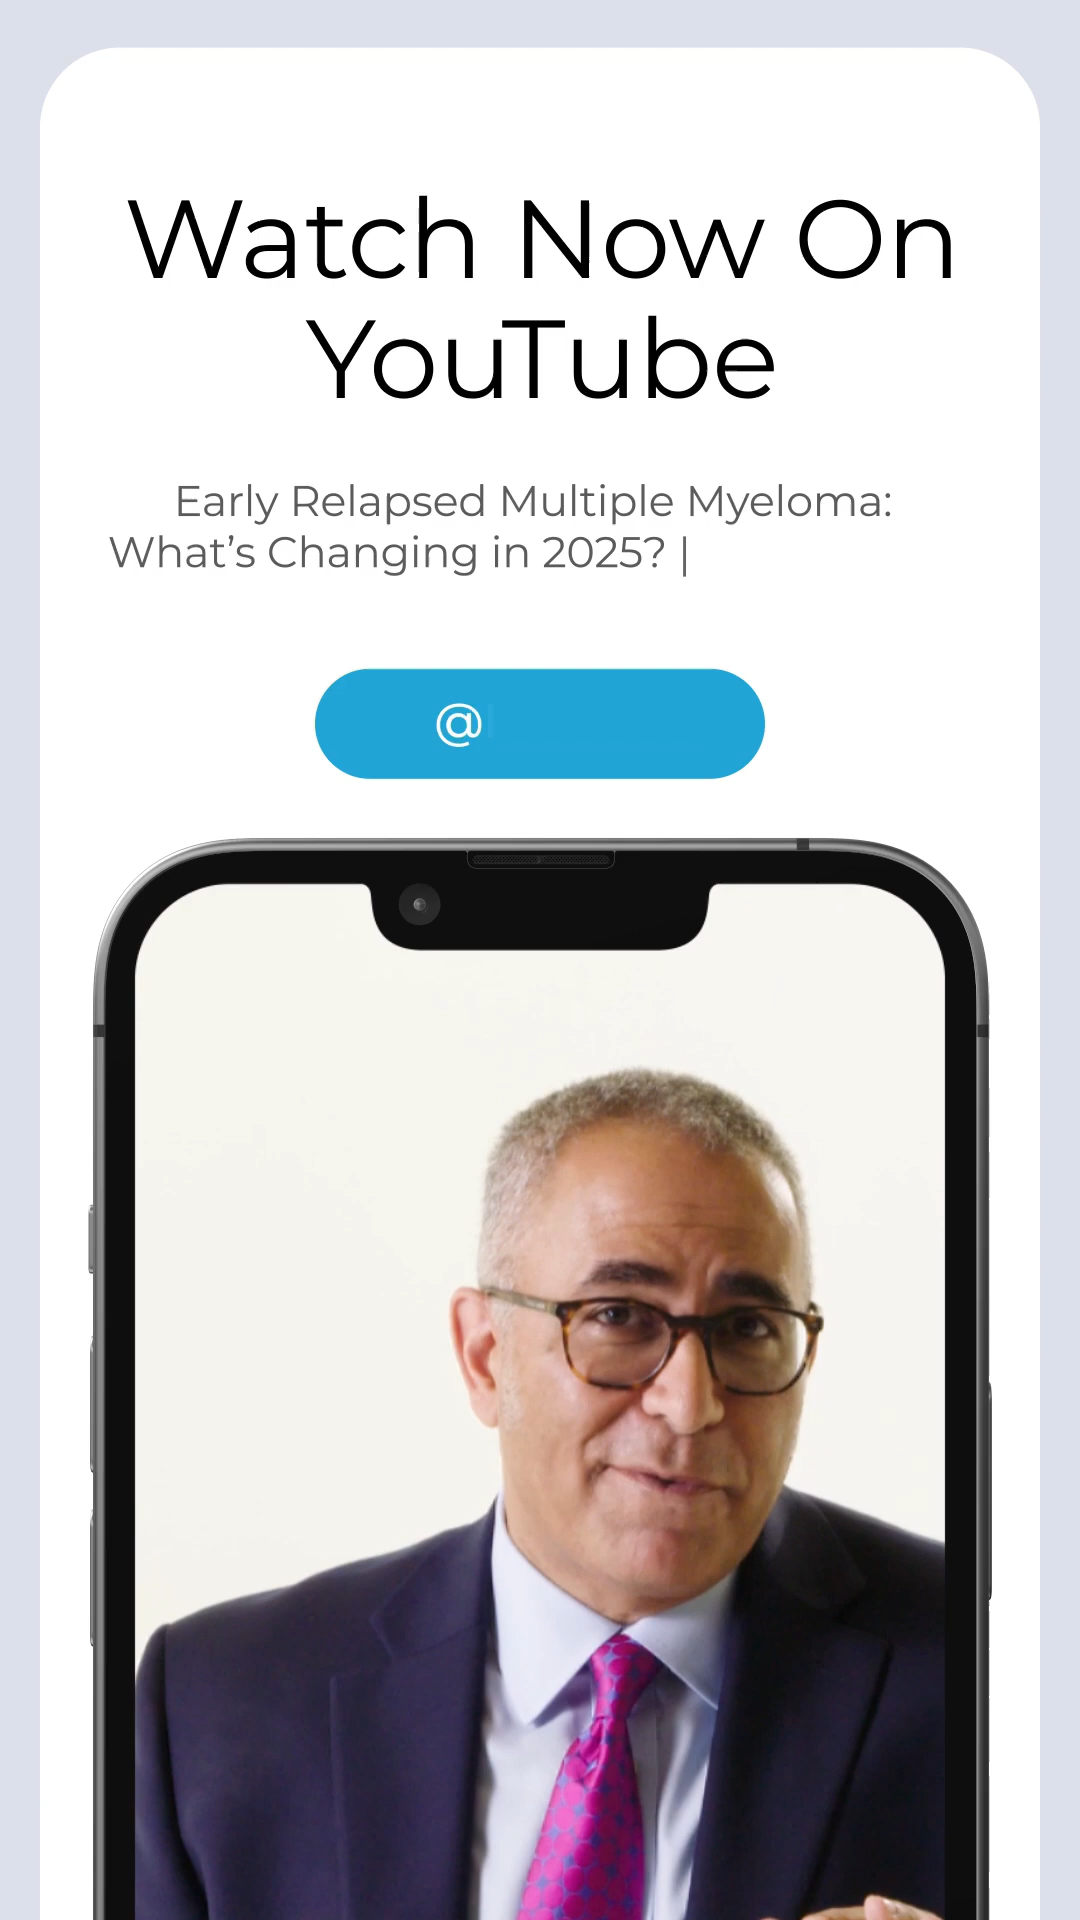 Watch Now On
YouTube
Early Relapsed Multiple Myeloma:
What’s Changing in 2025? |
@